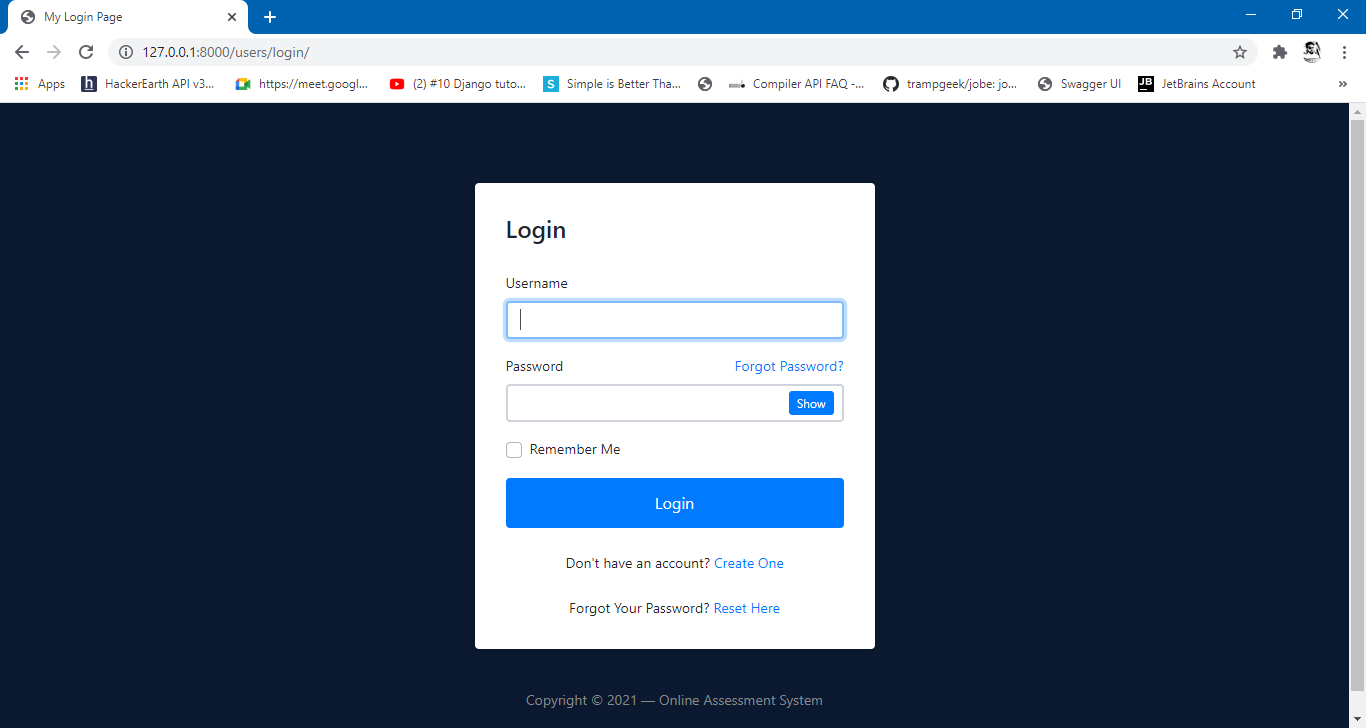 My Login Page
127.0.0.1:8000/users/login/
Apps h HackerEarth API v3... https://meet.googl... (2) #10 Django tuto... S Simple is Better Tha... Compiler API FAQ -... trampgeek/jobe: jo... Swagger UI JB JetBrains Account »
Login
Username
Password Forgot Password?
Show
Remember Me
Login
Don't have an account? Create One
Forgot Your Password? Reset Here
Copyright © 2021 — Online Assessment System